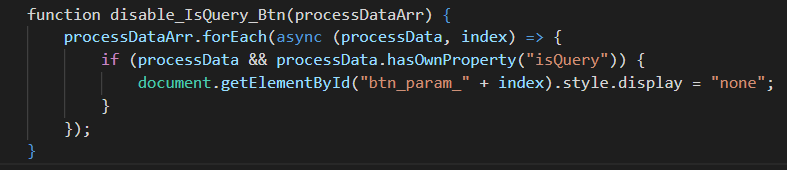 function disable_IsQuery_Btn(processDataArr) {
    processDataArr.forEach(async (processData, index) => {
        if (processData && processData.hasOwnProperty("isQuery")) {
            document.getElementById("btn_param_" + index).style.display = "none";
        }
    });
}